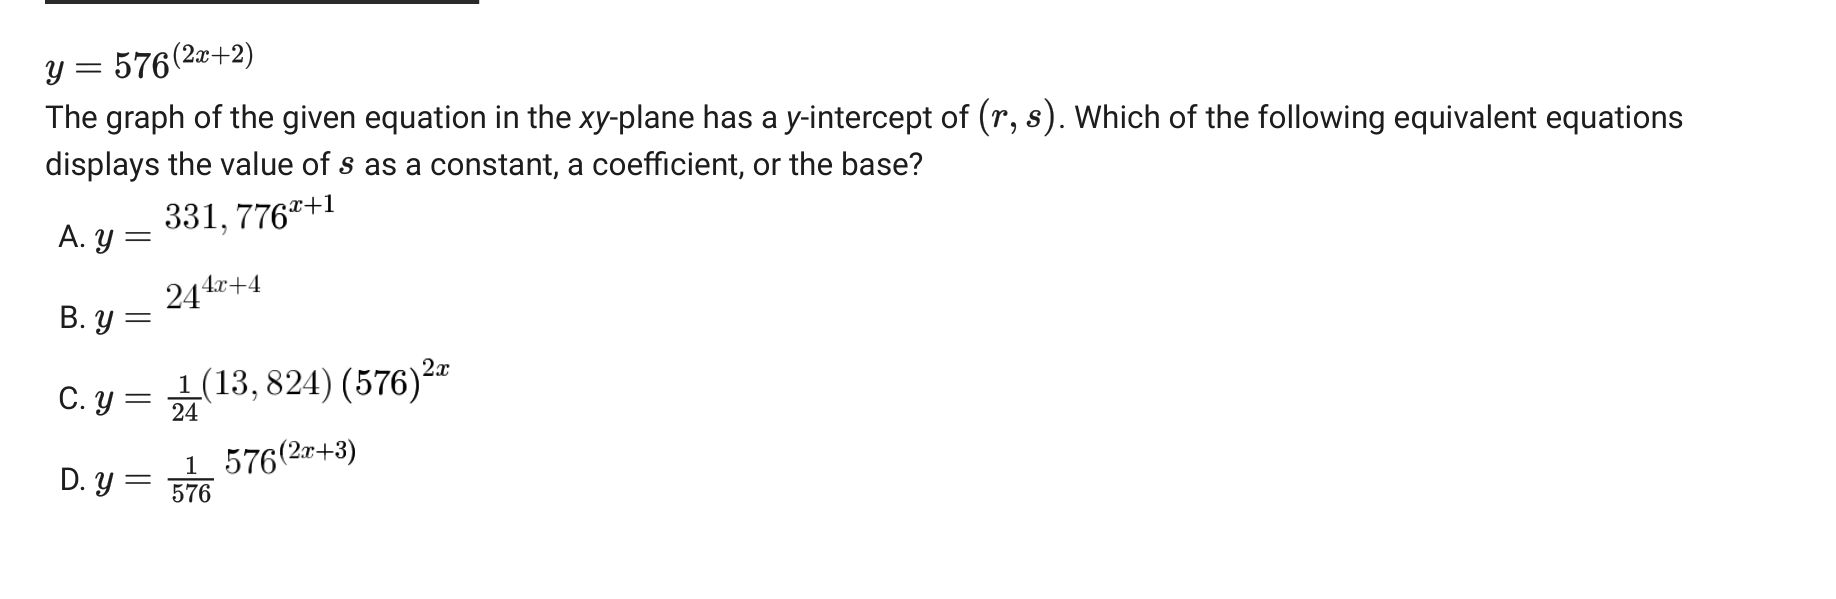 y = 576^(2x+2)
The graph of the given equation in the xy-plane has a y-intercept of (r, s). Which of the following equivalent equations
displays the value of s as a constant, a coefficient, or the base?
A. y = 331,776^x+1
B. y = 24^4x+4
C. y = 1/24 (13,824) (576)^2x
D. y = 1/576 576^(2x+3)